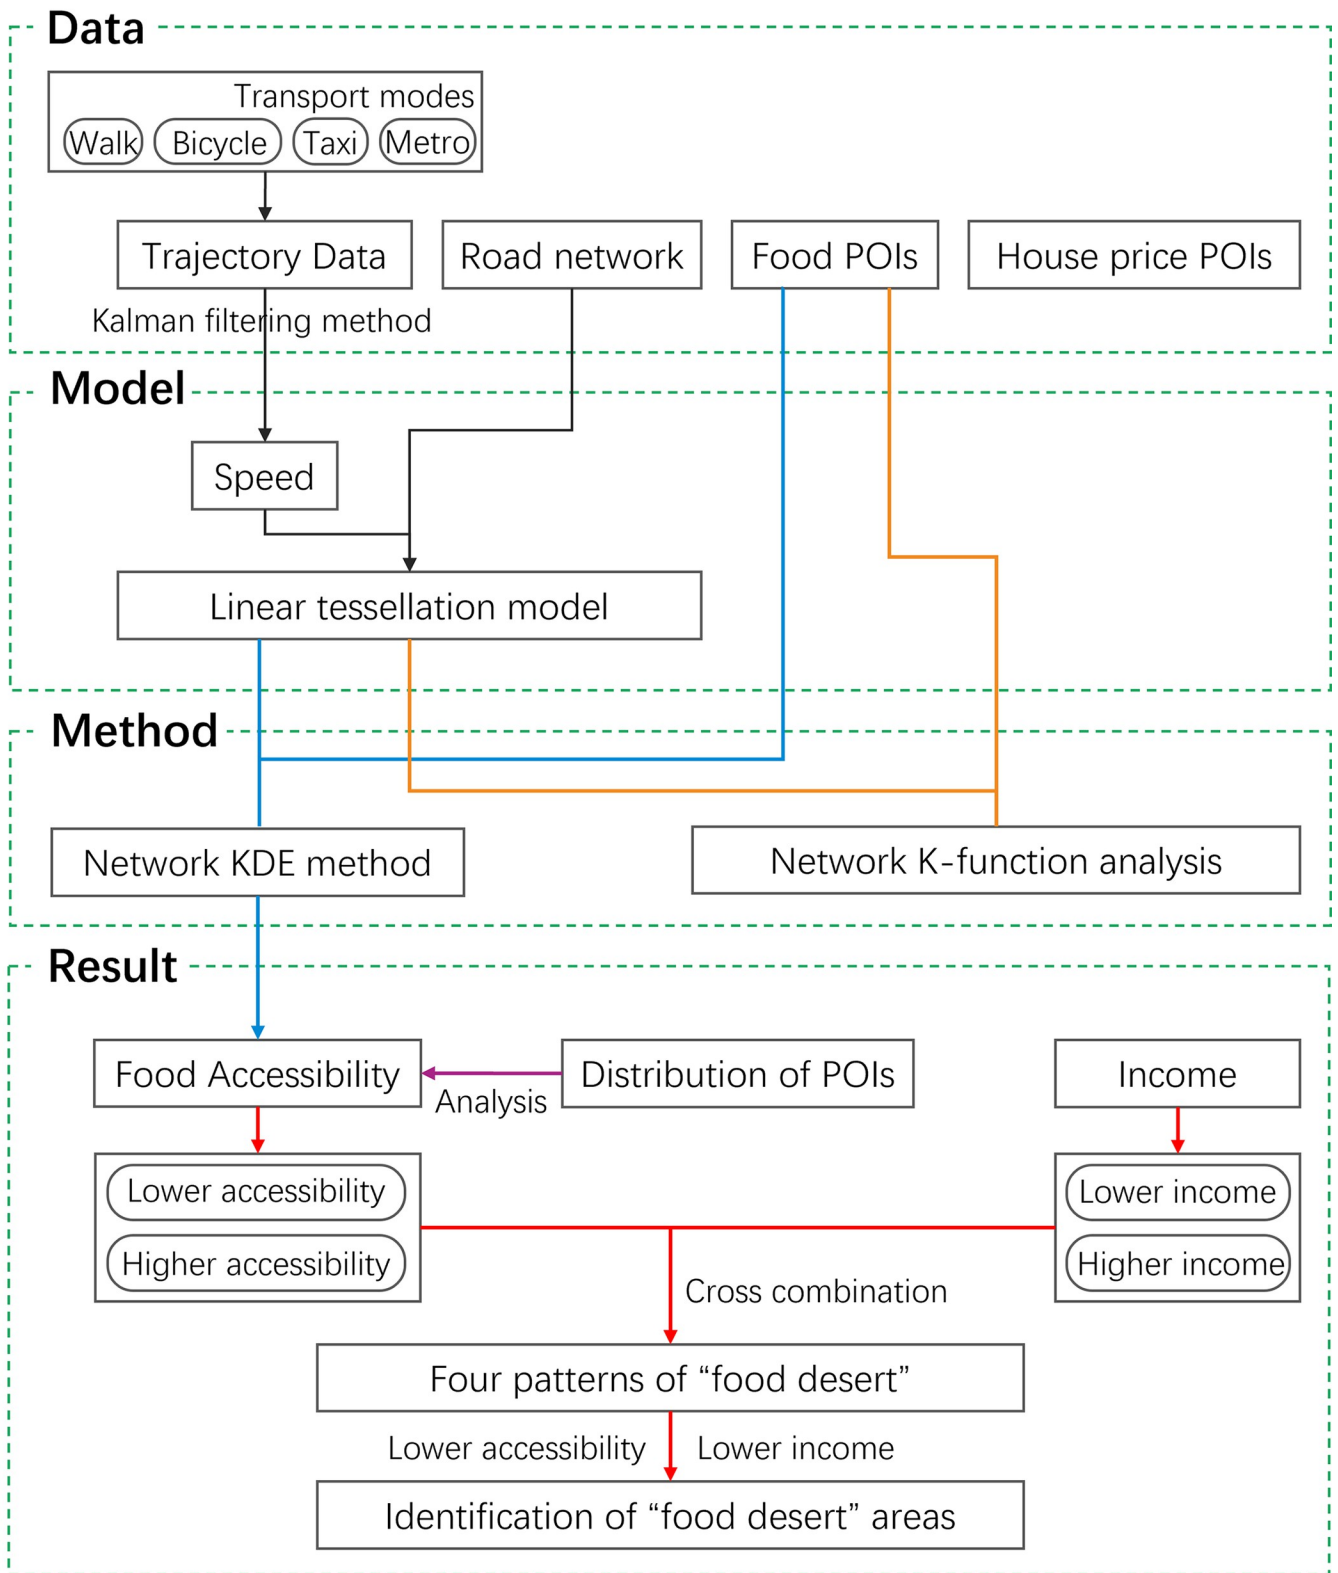 Data
Transport modes
Walk Bicycle Taxi Metro
Trajectory Data Road network Food POIs House price POIs
Kalman filtering method
Model
Speed
Linear tessellation model
Method
Network KDE method Network K-function analysis
Result
Food Accessibility Distribution of POIs Income
Analysis
Lower accessibility Lower income
Higher accessibility Higher income
Cross combination
Four patterns of “food desert”
Lower accessibility Lower income
Identification of “food desert” areas